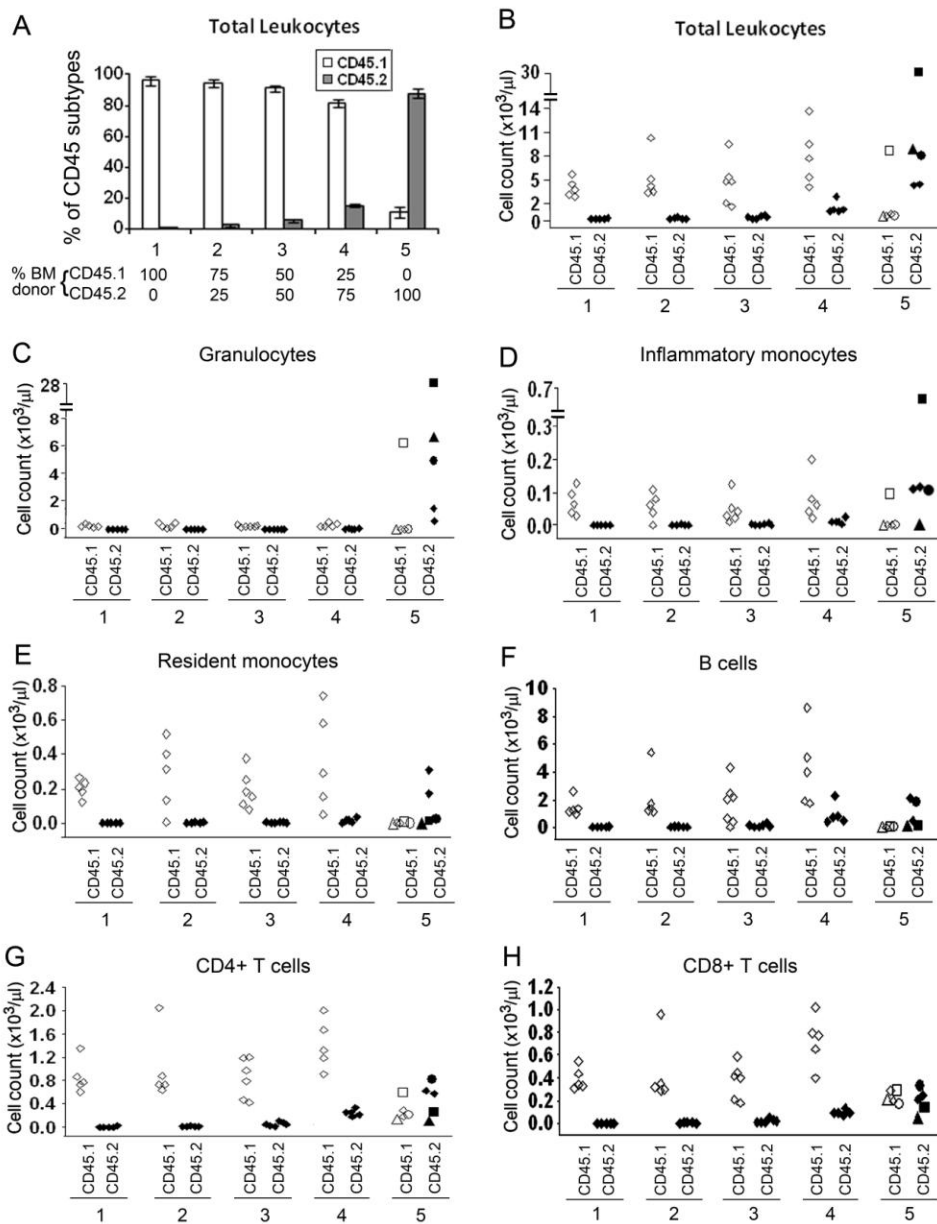 A
Total Leukocytes
CD45.1
CD45.2
% of CD45 subtypes
100
80
60
40
20
0
1 2 3 4 5
% BM donor { CD45.1 100 75 50 25 0
CD45.2 0 25 50 75 100
B
Total Leukocytes
Cell count (x10³/µl)
30
14
11
8
5
2
0
CD45.1 CD45.2 CD45.1 CD45.2 CD45.1 CD45.2 CD45.1 CD45.2 CD45.1 CD45.2
1 2 3 4 5
C
Granulocytes
Cell count (x10³/µl)
28
8
6
4
2
0
CD45.1 CD45.2 CD45.1 CD45.2 CD45.1 CD45.2 CD45.1 CD45.2 CD45.1 CD45.2
1 2 3 4 5
D
Inflammatory monocytes
Cell count (x10³/µl)
0.7
0.3
0.2
0.1
0.0
CD45.1 CD45.2 CD45.1 CD45.2 CD45.1 CD45.2 CD45.1 CD45.2 CD45.1 CD45.2
1 2 3 4 5
E
Resident monocytes
Cell count (x10³/µl)
0.8
0.6
0.4
0.2
0.0
CD45.1 CD45.2 CD45.1 CD45.2 CD45.1 CD45.2 CD45.1 CD45.2 CD45.1 CD45.2
1 2 3 4 5
F
B cells
Cell count (x10³/µl)
10
8
6
4
2
0
CD45.1 CD45.2 CD45.1 CD45.2 CD45.1 CD45.2 CD45.1 CD45.2 CD45.1 CD45.2
1 2 3 4 5
G
CD4+ T cells
Cell count (x10³/µl)
2.4
2.0
1.6
1.2
0.8
0.4
0.0
CD45.1 CD45.2 CD45.1 CD45.2 CD45.1 CD45.2 CD45.1 CD45.2 CD45.1 CD45.2
1 2 3 4 5
H
CD8+ T cells
Cell count (x10³/µl)
1.2
1.0
0.8
0.6
0.4
0.2
0.0
CD45.1 CD45.2 CD45.1 CD45.2 CD45.1 CD45.2 CD45.1 CD45.2 CD45.1 CD45.2
1 2 3 4 5